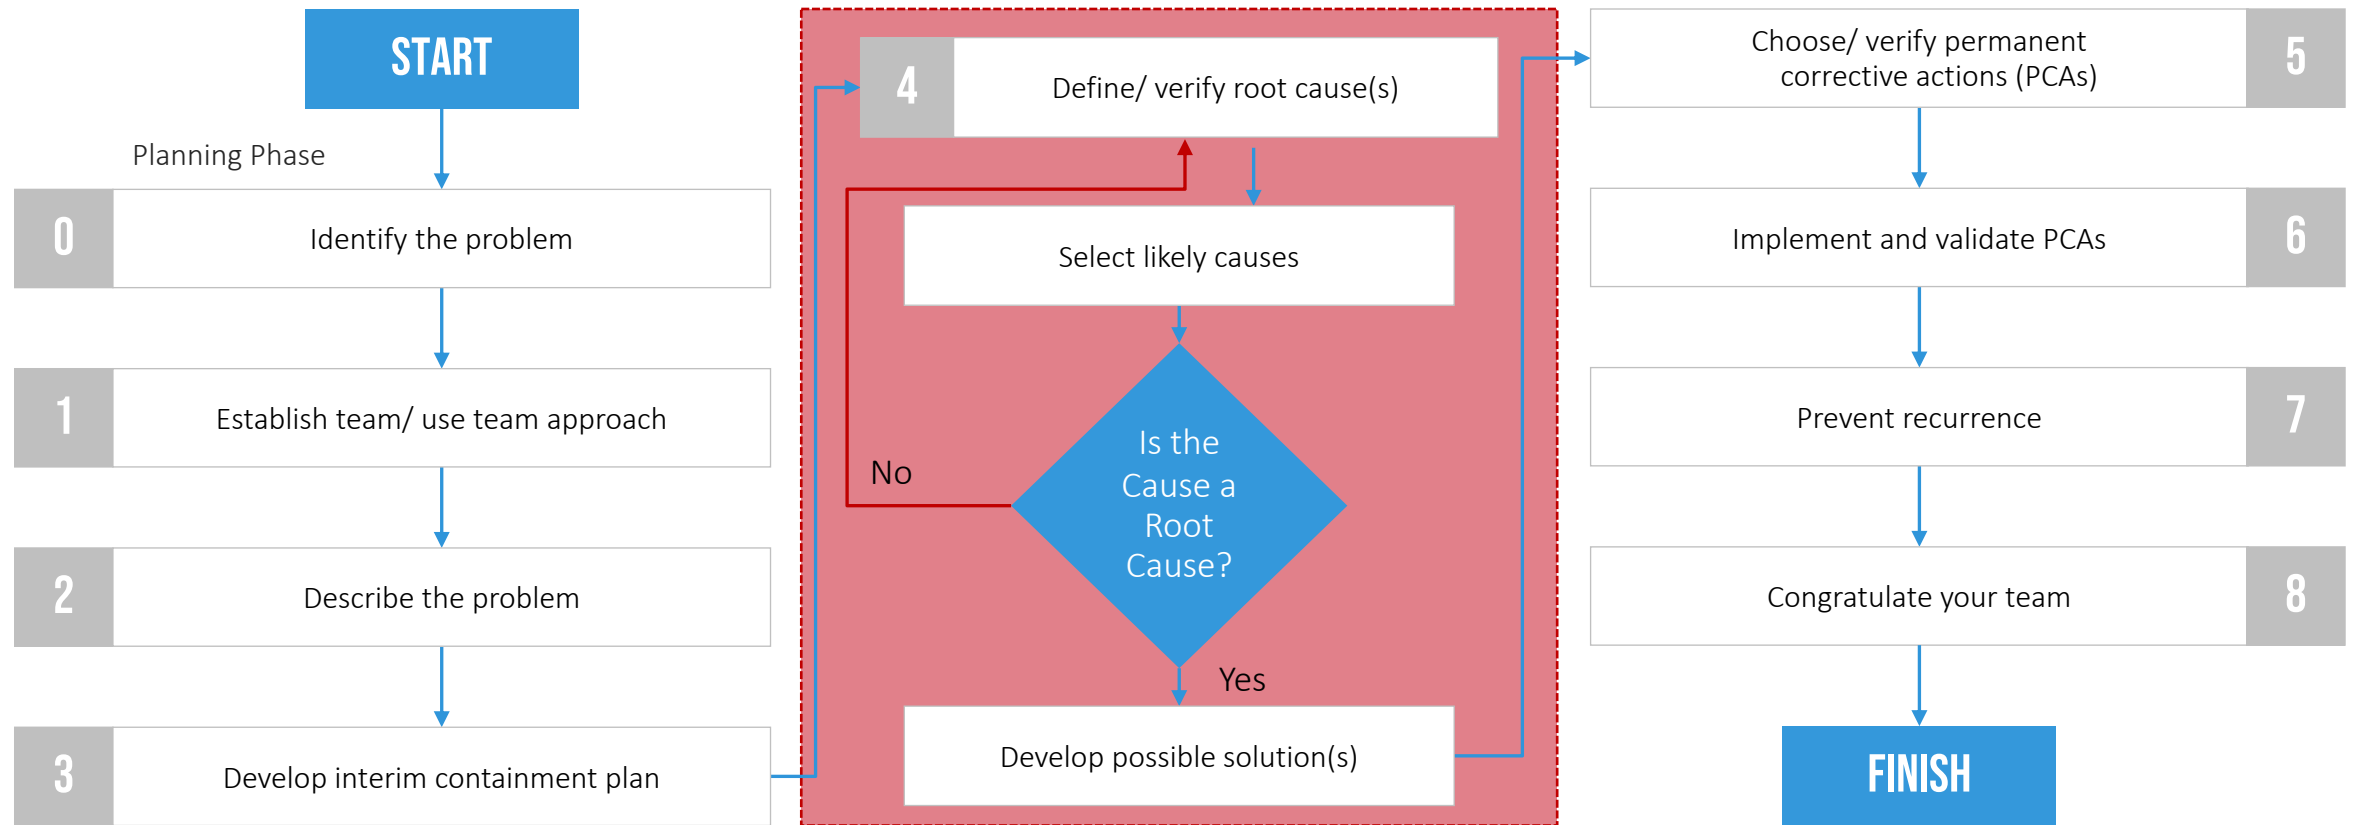 START
Planning Phase
0
Identify the problem
1
Establish team/ use team approach
2
Describe the problem
3
Develop interim containment plan
4
Define/ verify root cause(s)
Select likely causes
Is the
Cause a
Root
Cause?
No
Yes
Develop possible solution(s)
Choose/ verify permanent
corrective actions (PCAs)
5
Implement and validate PCAs
6
Prevent recurrence
7
Congratulate your team
8
FINISH